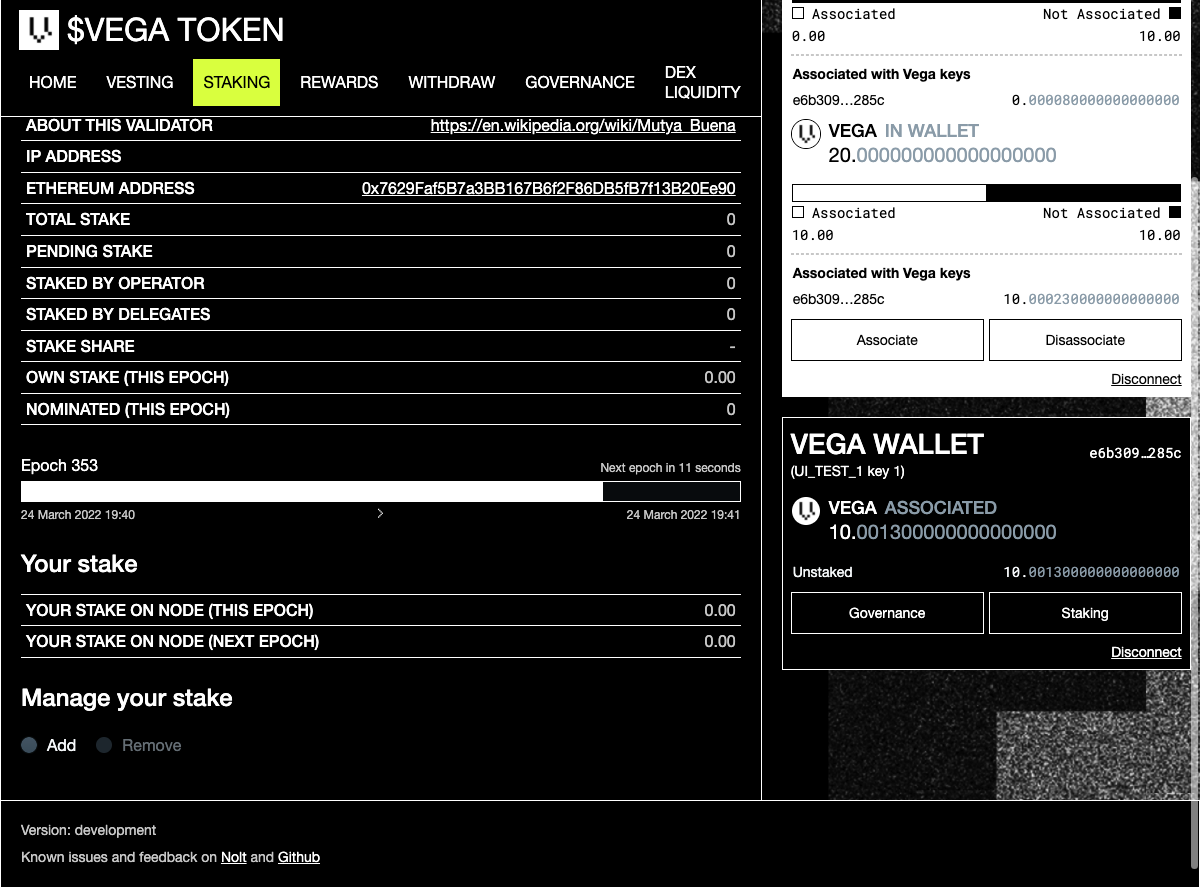 $VEGA TOKEN
HOME VESTING STAKING REWARDS WITHDRAW GOVERNANCE DEX LIQUIDITY
ABOUT THIS VALIDATOR https://en.wikipedia.org/wiki/Mutya_Buena
IP ADDRESS
ETHEREUM ADDRESS 0x7629Faf5B7a3BB167B6f2F86DB5fB7f13B20Ee90
TOTAL STAKE 0
PENDING STAKE 0
STAKED BY OPERATOR 0
STAKED BY DELEGATES 0
STAKE SHARE -
OWN STAKE (THIS EPOCH) 0.00
NOMINATED (THIS EPOCH) 0
Epoch 353 Next epoch in 11 seconds
24 March 2022 19:40 > 24 March 2022 19:41
Your stake
YOUR STAKE ON NODE (THIS EPOCH) 0.00
YOUR STAKE ON NODE (NEXT EPOCH) 0.00
Manage your stake
Add Remove
Associated Not Associated
0.00 10.00
Associated with Vega keys
e6b309…285c 0.000080000000000000
VEGA IN WALLET
20.000000000000000000
Associated Not Associated
10.00 10.00
Associated with Vega keys
e6b309…285c 10.000230000000000000
Associate Disassociate
Disconnect
VEGA WALLET e6b309…285c
(UI_TEST_1 key 1)
VEGA ASSOCIATED
10.001300000000000000
Unstaked 10.001300000000000000
Governance Staking
Disconnect
Version: development
Known issues and feedback on Nolt and Github